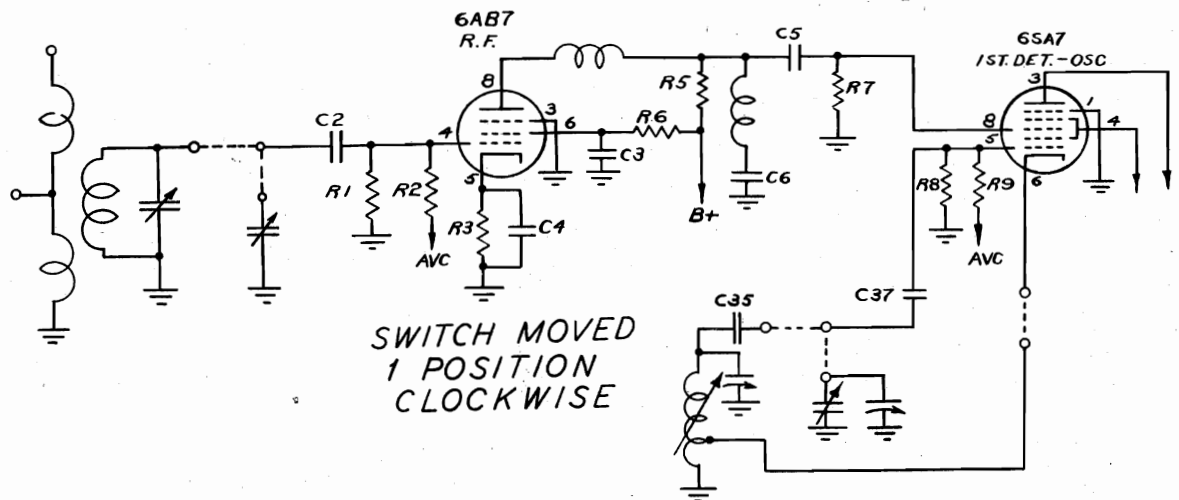 6AB7
R.F.
6SA7
1ST. DET.-OSC
8
3
6
4
5
C2
R1
R2
AVC
R3
C4
C3
R6
R5
B+
C6
C5
R7
3
1
4
8
5
6
R8
R9
AVC
C37
C35
SWITCH MOVED
1 POSITION
CLOCKWISE